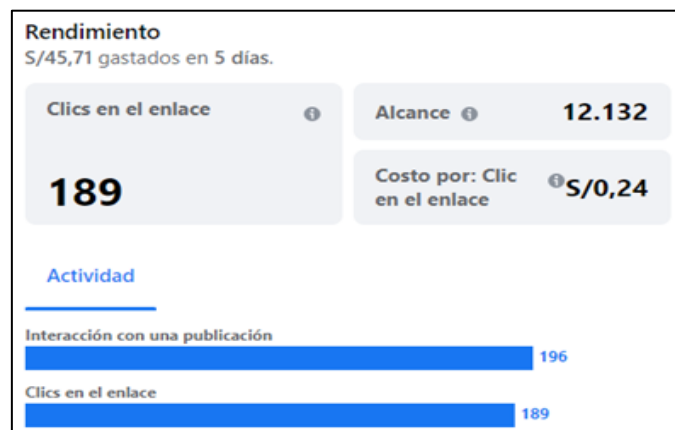 Rendimiento
S/45,71 gastados en 5 días.
Clics en el enlace
189
Alcance
12.132
Costo por: Clic
en el enlace
S/0,24
Actividad
Interacción con una publicación
196
Clics en el enlace
189